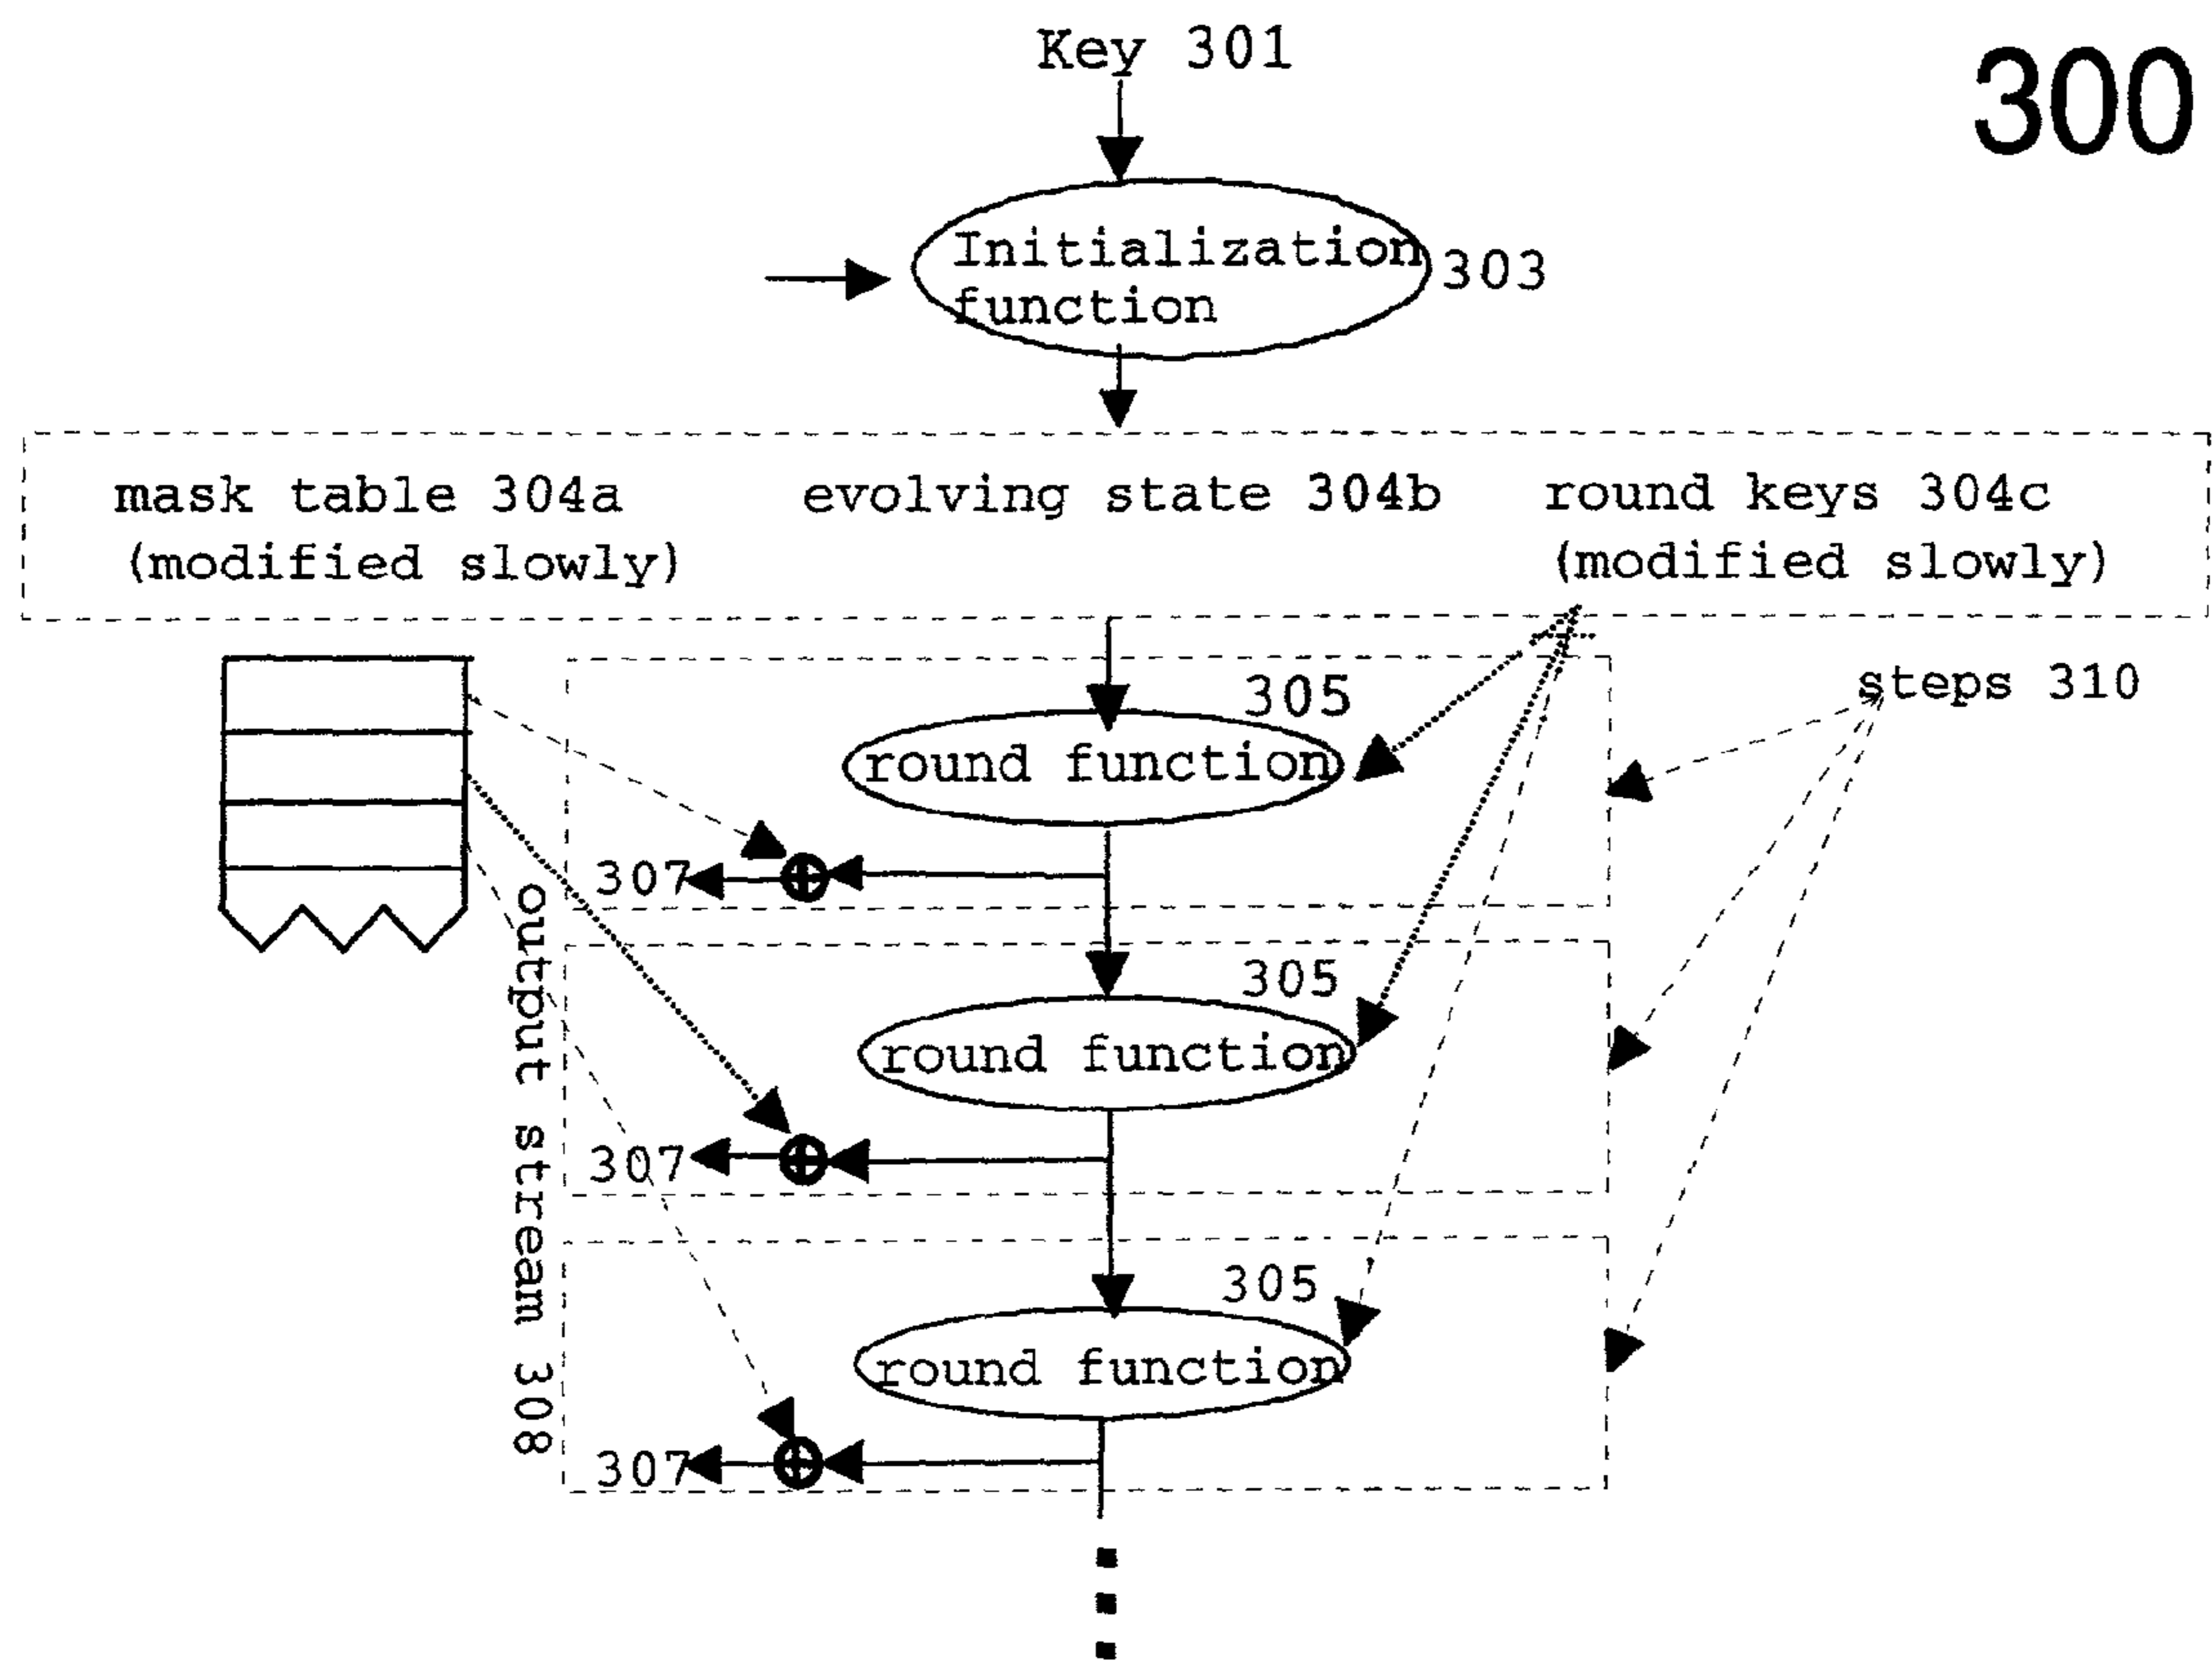 Key 301
300
Initialization
function
303
mask table 304a
(modified slowly)
evolving state 304b
round keys 304c
(modified slowly)
steps 310
305
round function
307
output stream 308
305
round function
307
305
round function
307